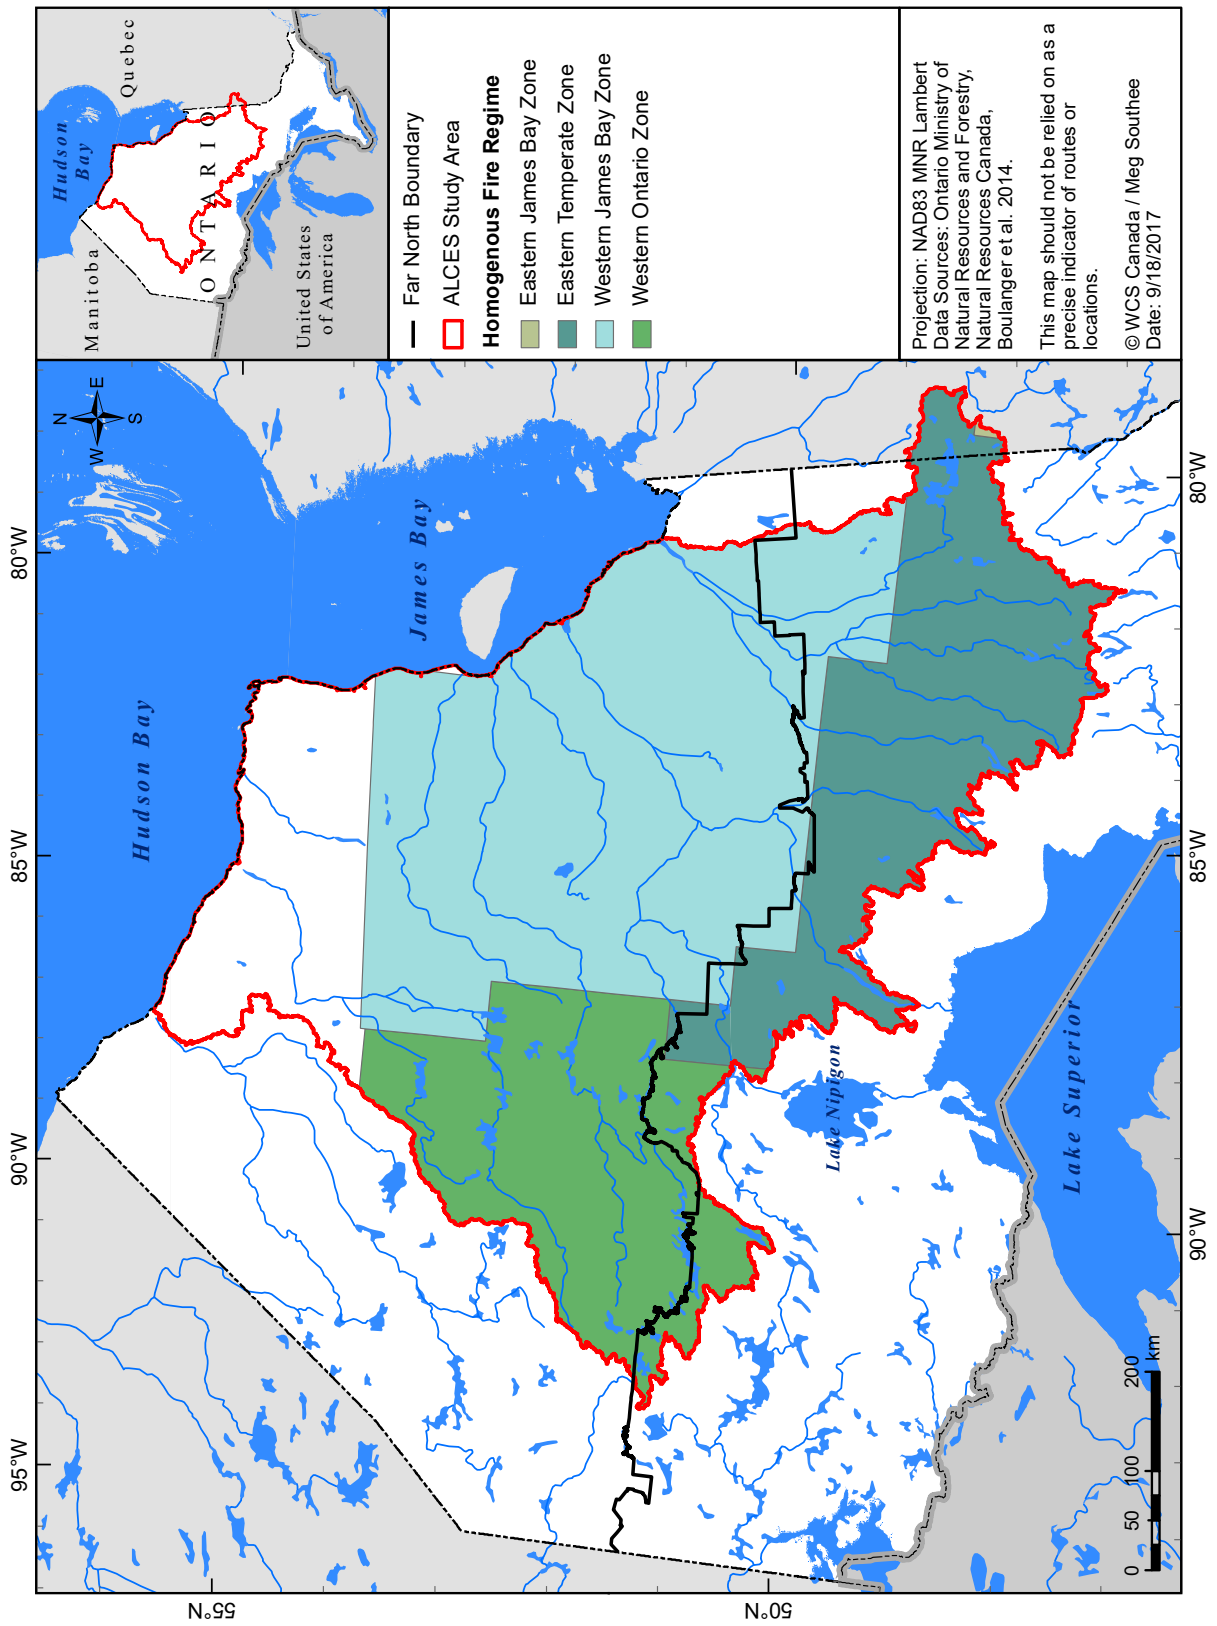 Hudson Bay
James Bay
Lake Nipigon
Lake Superior
N
W
E
S
80°W
85°W
90°W
95°W
80°W
85°W
90°W
55°N
50°N
0 50 100 200
km
Hudson
Bay
Quebec
Manitoba
ONTARIO
United States
of America
Far North Boundary
ALCES Study Area
Homogenous Fire Regime
Eastern James Bay Zone
Eastern Temperate Zone
Western James Bay Zone
Western Ontario Zone
Projection: NAD83 MNR Lambert
Data Sources: Ontario Ministry of
Natural Resources and Forestry,
Natural Resources Canada,
Boulanger et al. 2014.
This map should not be relied on as a
precise indicator of routes or
locations.
© WCS Canada / Meg Southee
Date: 9/18/2017